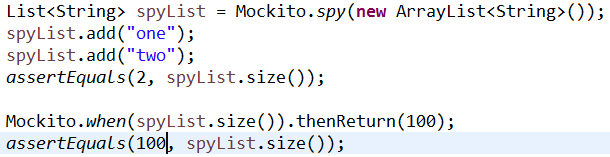 List<String> spyList = Mockito.spy(new ArrayList<String>());
spyList.add("one");
spyList.add("two");
assertEquals(2, spyList.size());
Mockito.when(spyList.size()).thenReturn(100);
assertEquals(100, spyList.size());